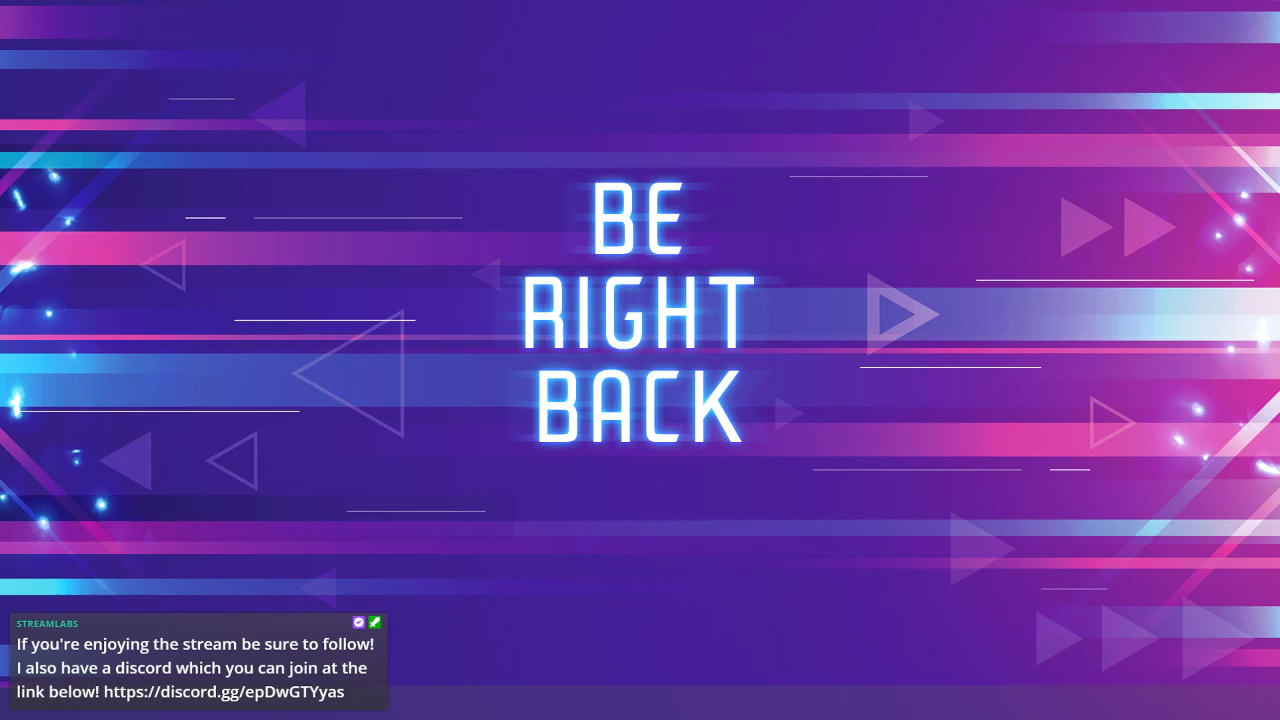 BE
RIGHT
BACK
STREAMLABS
If you're enjoying the stream be sure to follow!
I also have a discord which you can join at the
link below! https://discord.gg/epDwGTYyas